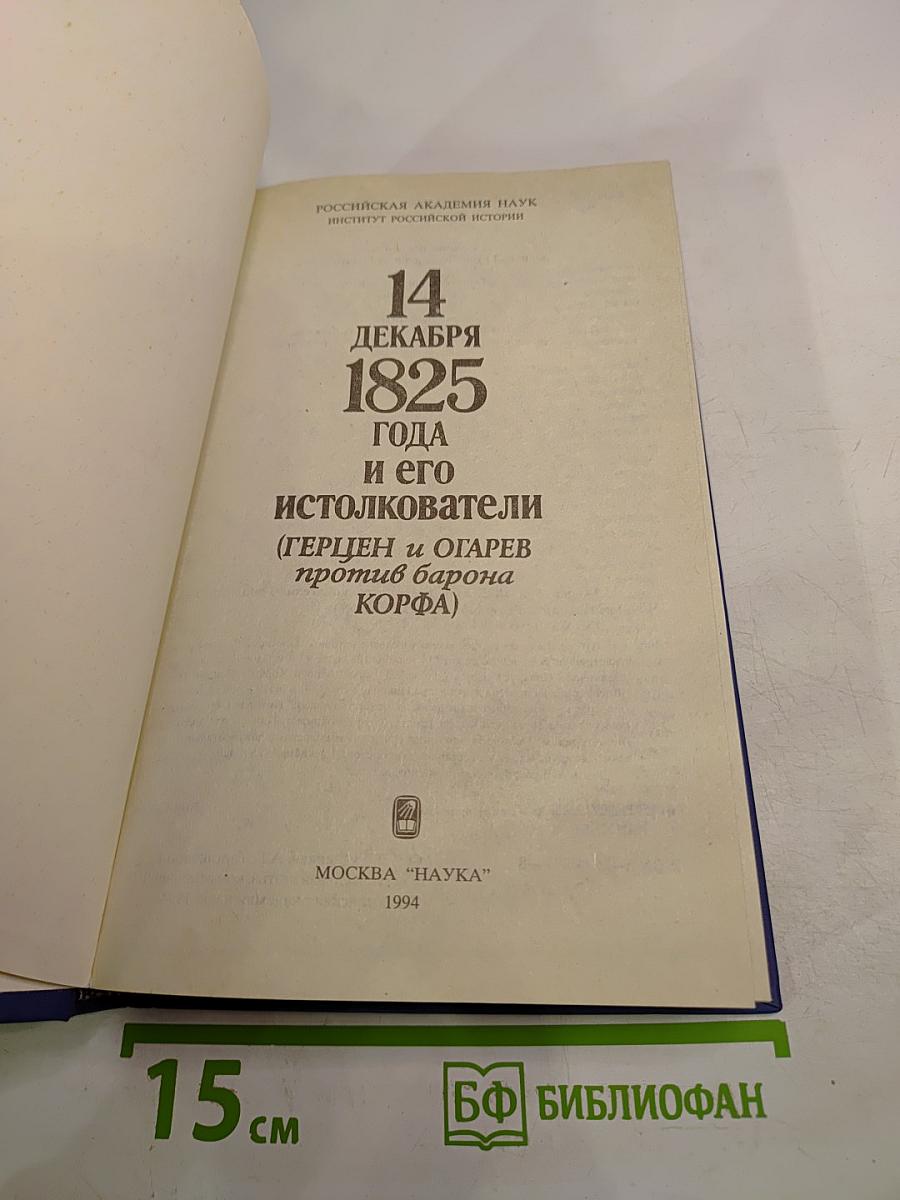 РОССИЙСКАЯ АКАДЕМИЯ НАУК
ИНСТИТУТ РОССИЙСКОЙ ИСТОРИИ
14
ДЕКАБРЯ
1825
ГОДА
и его
истолкователи
(ГЕРЦЕН и ОГАРЕВ
против барона
КОРФА)
МОСКВА "НАУКА"
1994
15 см
БФ БИБЛИОФАН